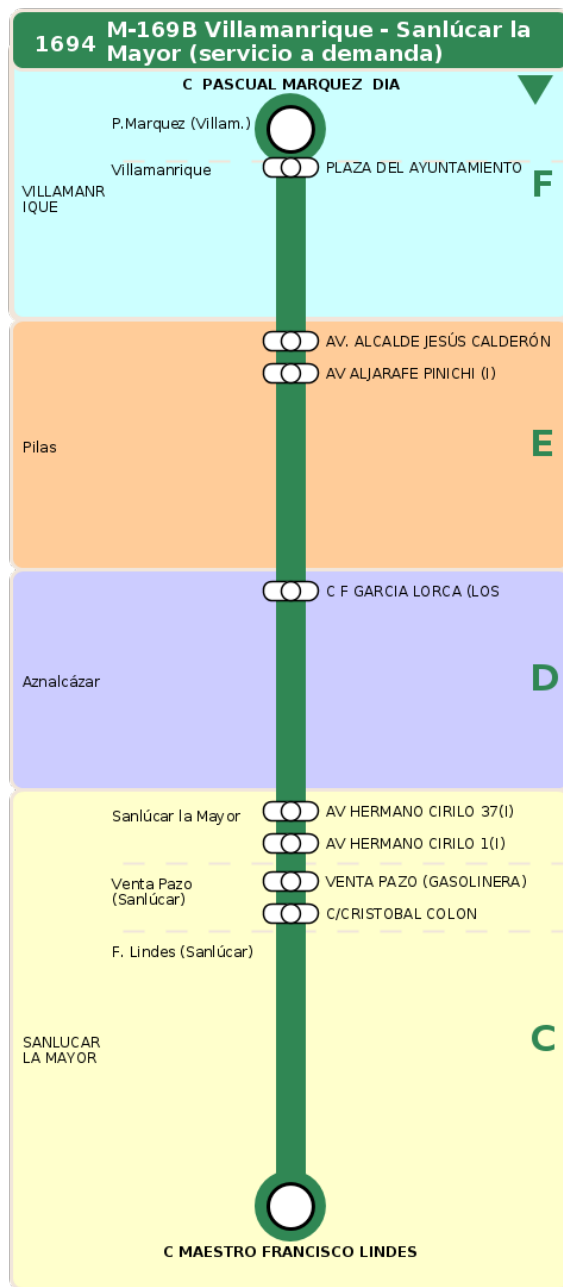 1694
M-169B Villamanrique - Sanlúcar la
Mayor (servicio a demanda)
C PASCUAL MARQUEZ DIA
P.Marquez (Villam.)
Villamanrique
PLAZA DEL AYUNTAMIENTO
VILLAMANR
IQUE
F
AV. ALCALDE JESÚS CALDERÓN
AV ALJARAFE PINICHI (I)
Pilas
E
C F GARCIA LORCA (LOS
Aznalcázar
D
Sanlúcar la Mayor
AV HERMANO CIRILO 37(I)
AV HERMANO CIRILO 1(I)
Venta Pazo
(Sanlúcar)
VENTA PAZO (GASOLINERA)
C/CRISTOBAL COLON
F. Lindes (Sanlúcar)
SANLUCAR
LA MAYOR
C
C MAESTRO FRANCISCO LINDES